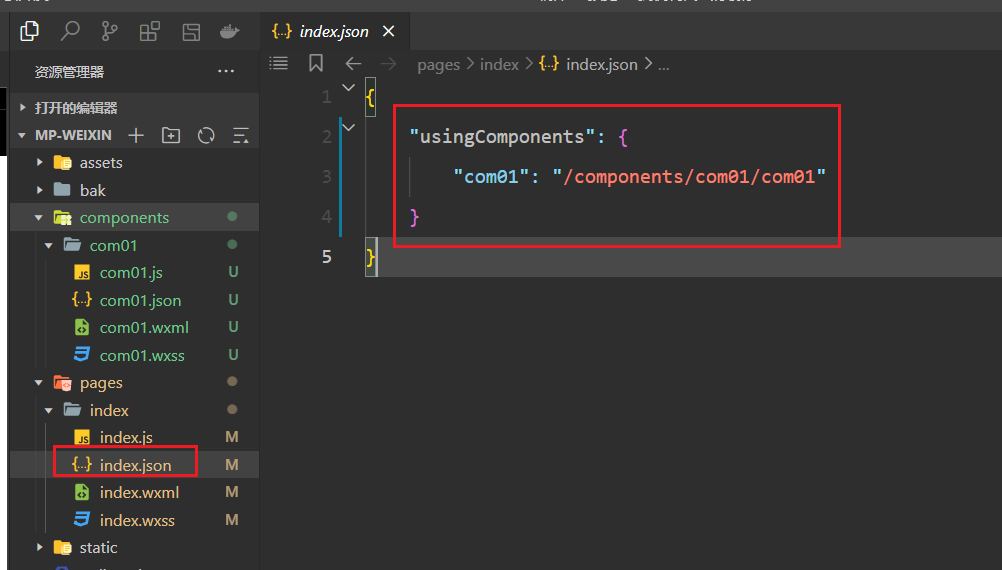 index.json
资源管理器
打开的编辑器
MP-WEIXIN
assets
bak
components
com01
com01.js U
com01.json U
com01.wxml U
com01.wxss U
pages
index
index.js M
index.json M
index.wxml M
index.wxss M
static
pages > index > {..} index.json > ...
1 {
2 "usingComponents": {
3 "com01": "/components/com01/com01"
4 }
5 }